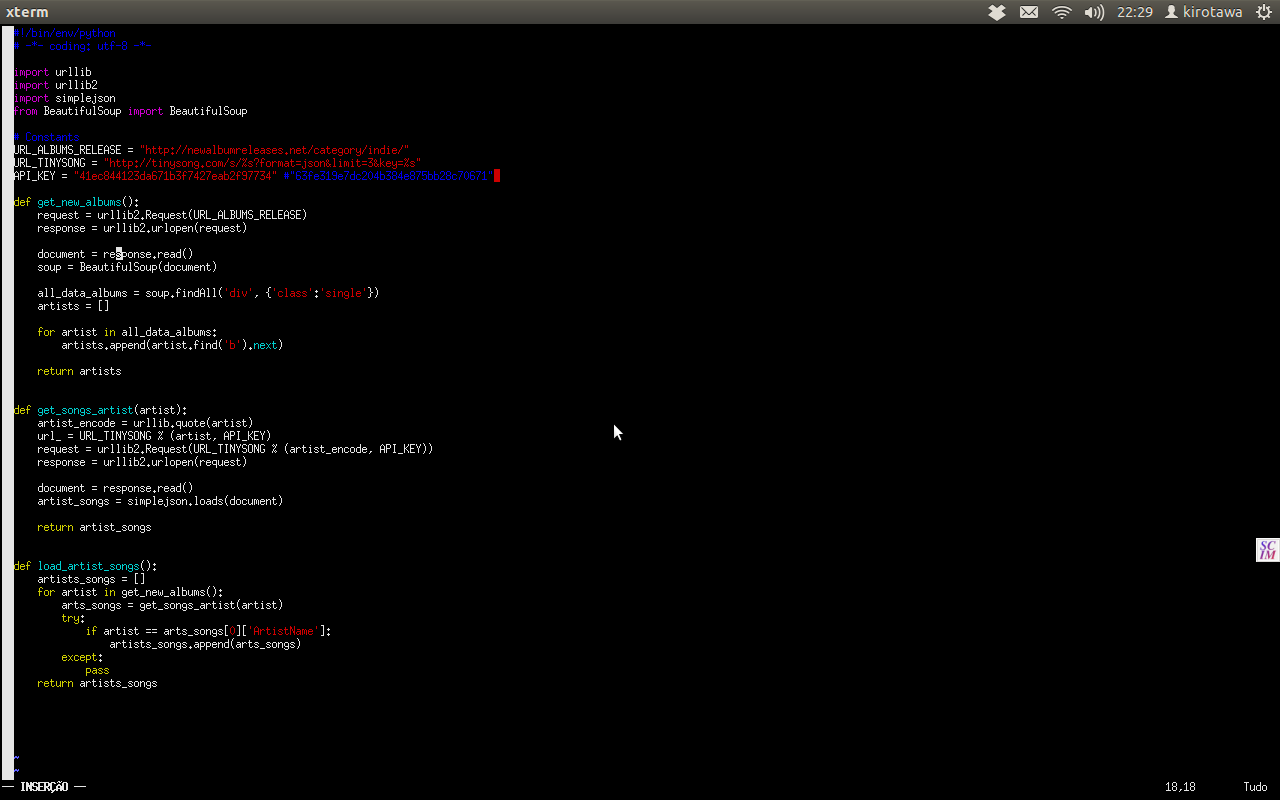 xterm
22:29 kirotawa
#!/bin/env/python
# -*- coding: utf-8 -*-
import urllib
import urllib2
import simplejson
from BeautifulSoup import BeautifulSoup
# Constants
URL_ALBUMS_RELEASE = "http://newalbumreleases.net/category/indie/"
URL_TINYSONG = "http://tinysong.com/s/%s?format=json&limit=3&key=%s"
API_KEY =
def get_new_albums():
request = urllib2.Request(URL_ALBUMS_RELEASE)
response = urllib2.urlopen(request)
document = response.read()
soup = BeautifulSoup(document)
all_data_albums = soup.findAll('div', {'class':'single'})
artists = []
for artist in all_data_albums:
artists.append(artist.find('b').next)
return artists
def get_songs_artist(artist):
artist_encode = urllib.quote(artist)
url_ = URL_TINYSONG % (artist, API_KEY)
request = urllib2.Request(URL_TINYSONG % (artist_encode, API_KEY))
response = urllib2.urlopen(request)
document = response.read()
artist_songs = simplejson.loads(document)
return artist_songs
SC
IM
def load_artist_songs():
artists_songs = []
for artist in get_new_albums():
arts_songs = get_songs_artist(artist)
try:
if artist == arts_songs[0]['ArtistName']:
artists_songs.append(arts_songs)
except:
pass
return artists_songs
~
~
-- INSERÇÃO -- 18,18 Tudo